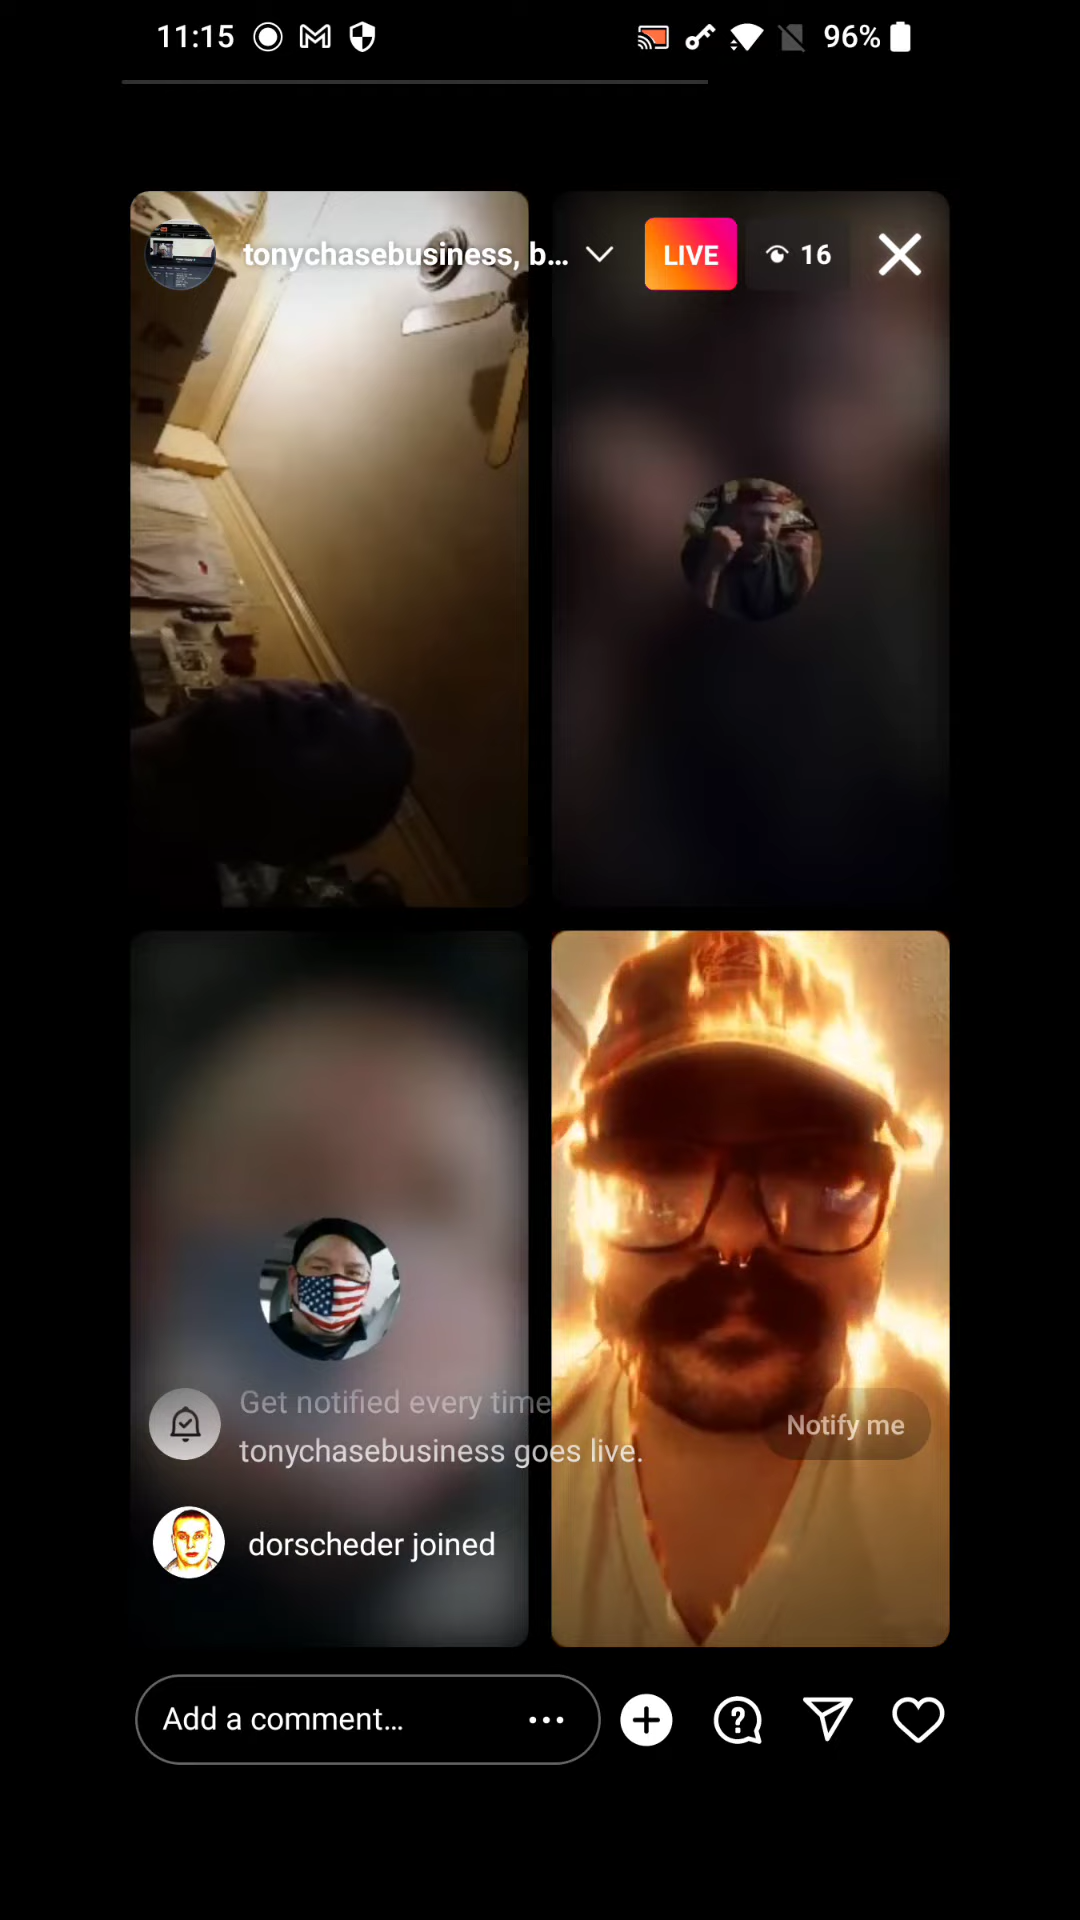 11:15
96%
tonychasebusiness, b...
LIVE
16
Get notified every time
tonychasebusiness goes live.
Notify me
dorscheder joined
Add a comment...